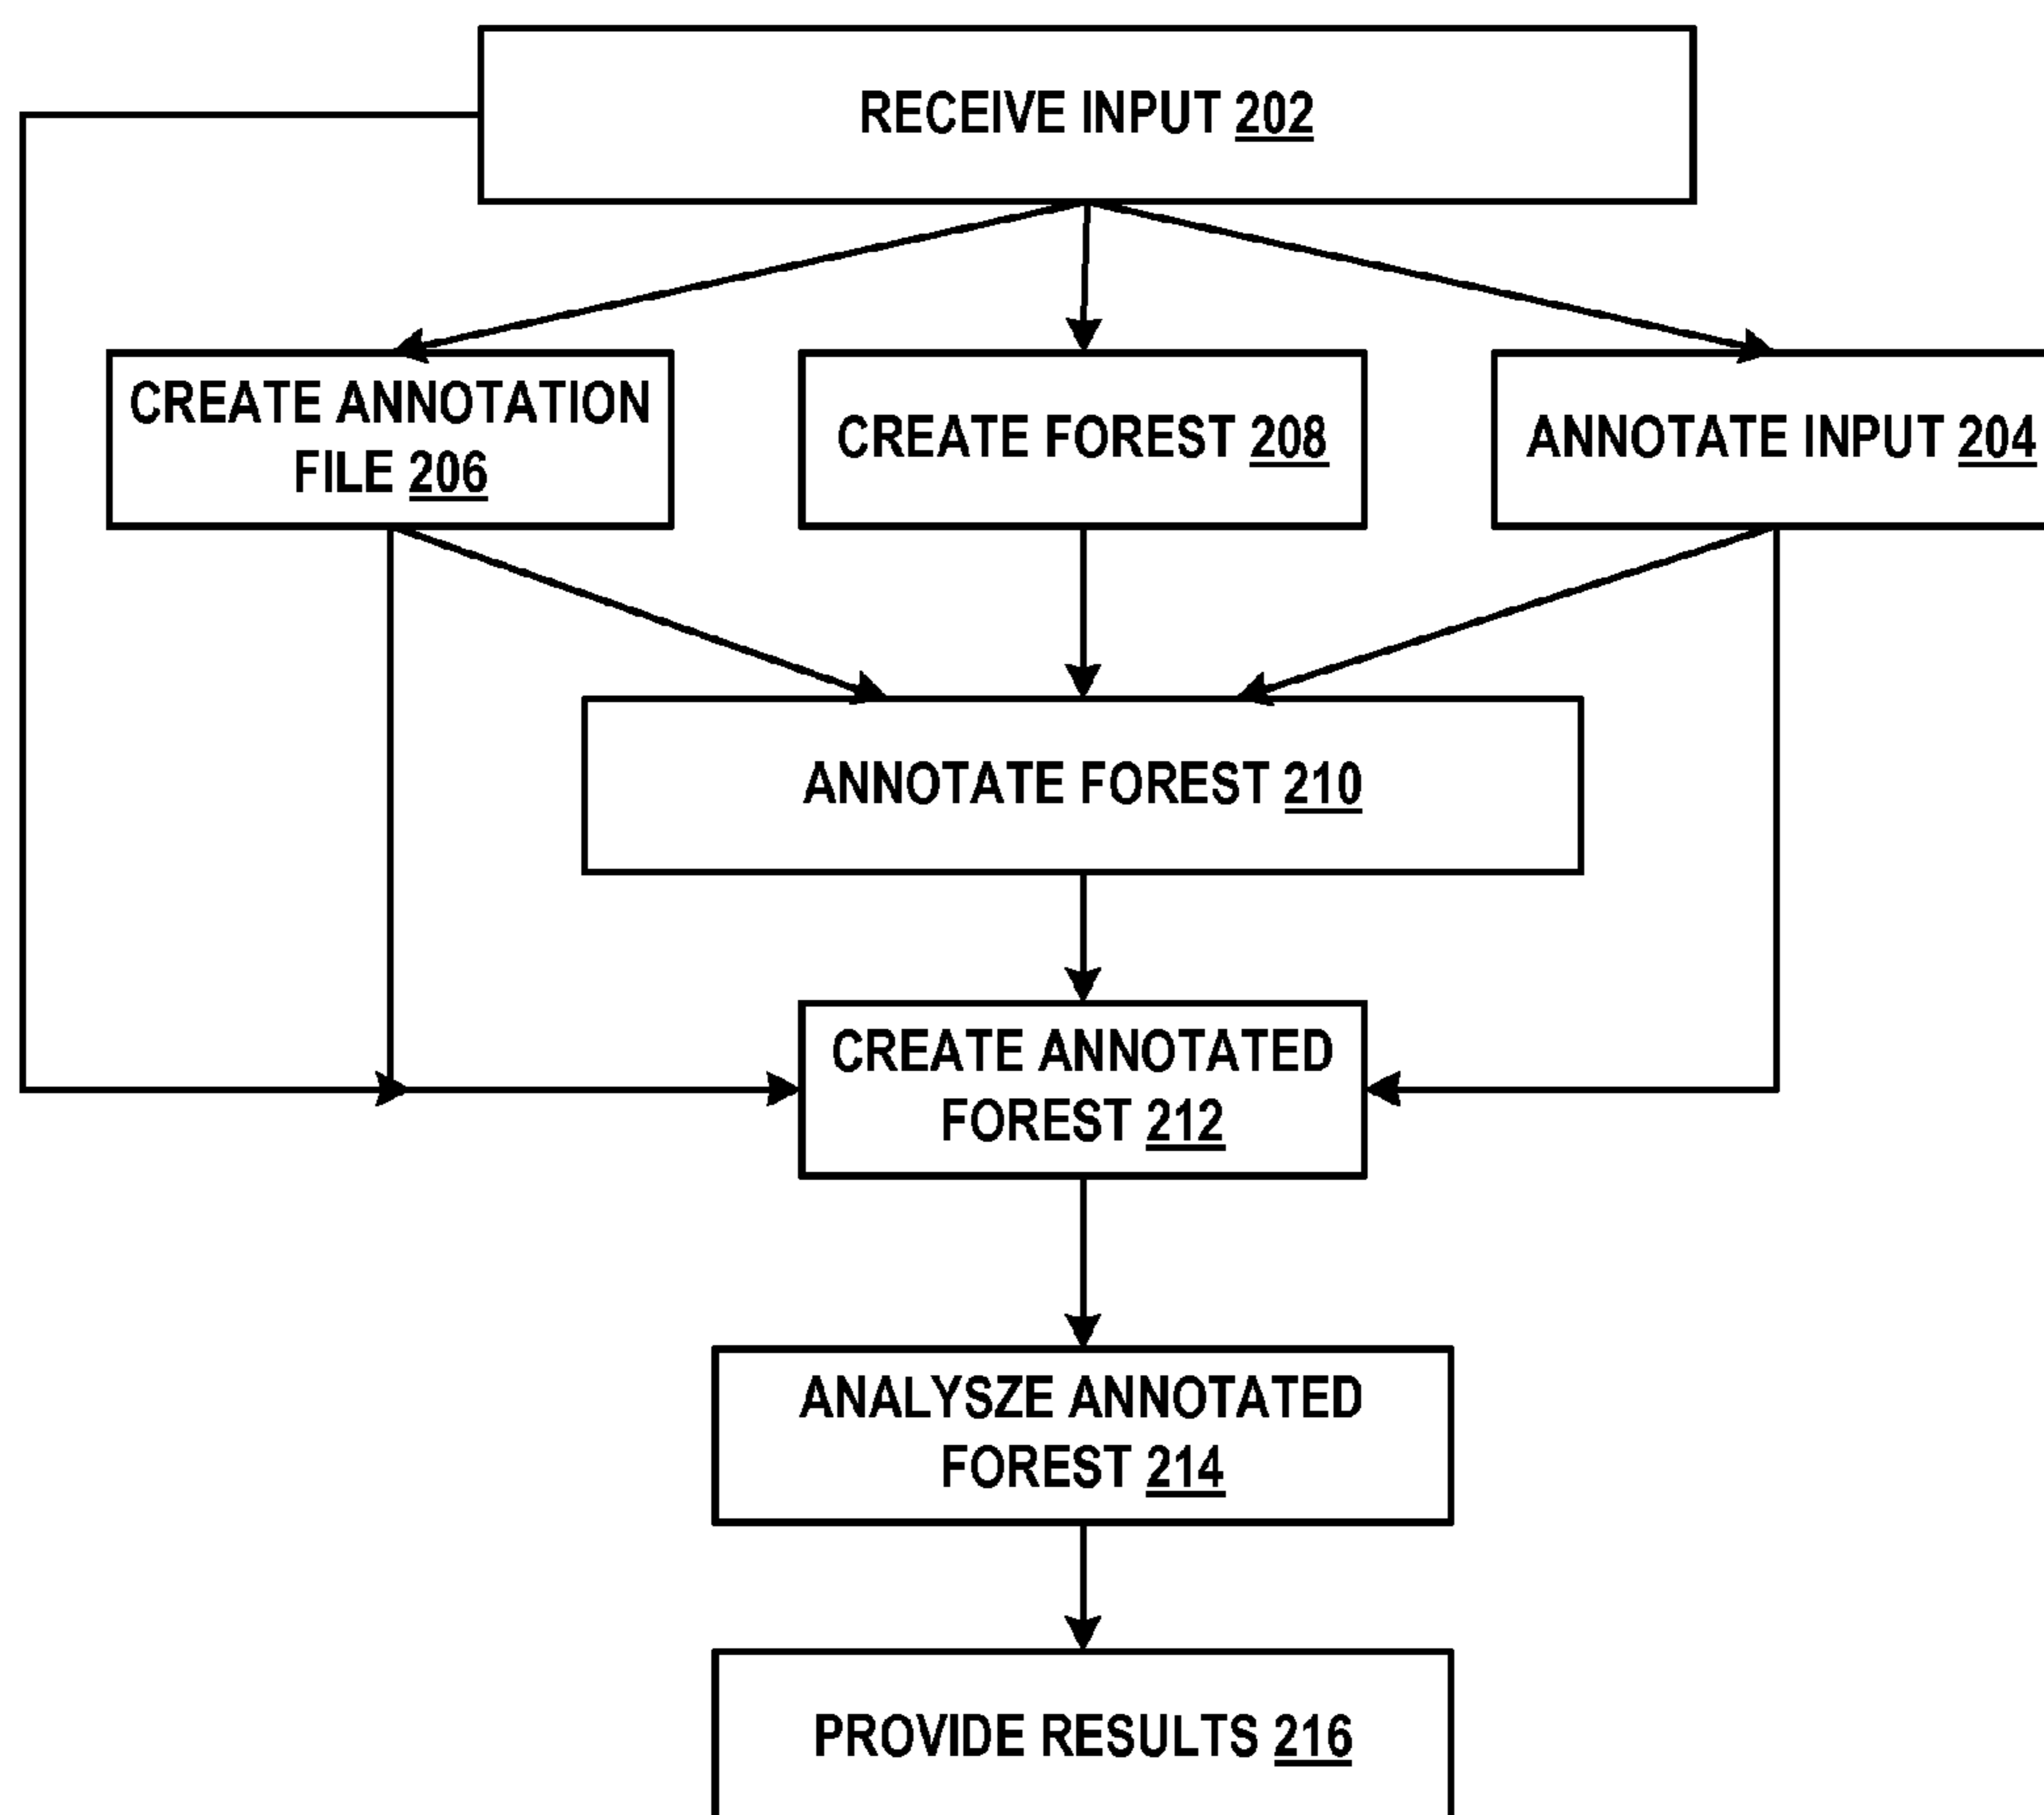 RECEIVE INPUT 202
CREATE ANNOTATION
FILE 206
CREATE FOREST 208
ANNOTATE INPUT 204
ANNOTATE FOREST 210
CREATE ANNOTATED
FOREST 212
ANALYSZE ANNOTATED
FOREST 214
PROVIDE RESULTS 216